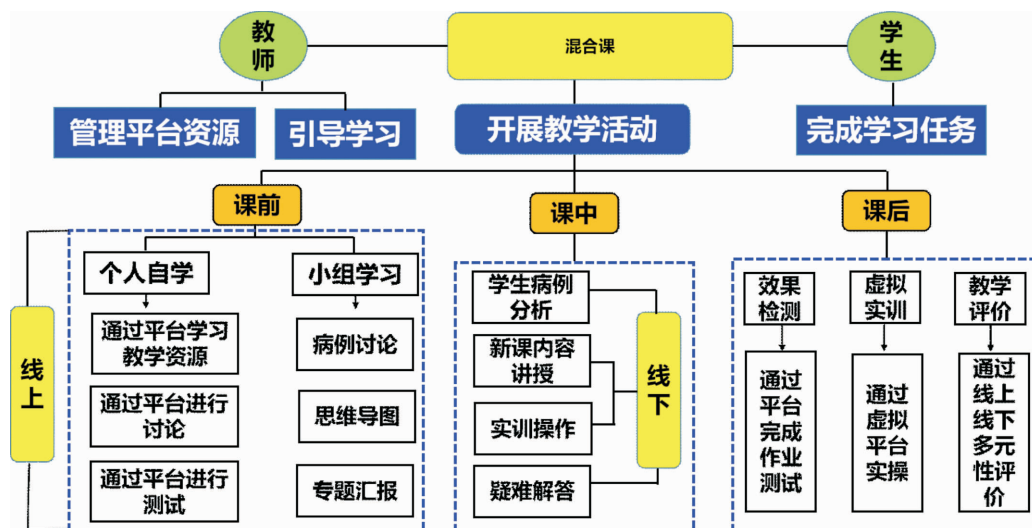 教
师
混合课
学
生
管理平台资源
引导学习
开展教学活动
完成学习任务
课前
课中
课后
线
上
个人自学
通过平台学习
教学资源
通过平台进行
讨论
通过平台进行
测试
小组学习
病例讨论
思维导图
专题汇报
学生病例
分析
新课内容
讲授
实训操作
疑难解答
线
下
效果
检测
通过
平台
完成
作业
测试
虚拟
实训
通过
虚拟
平台
实操
教学
评价
通过
线上
线下
多元
性评
价